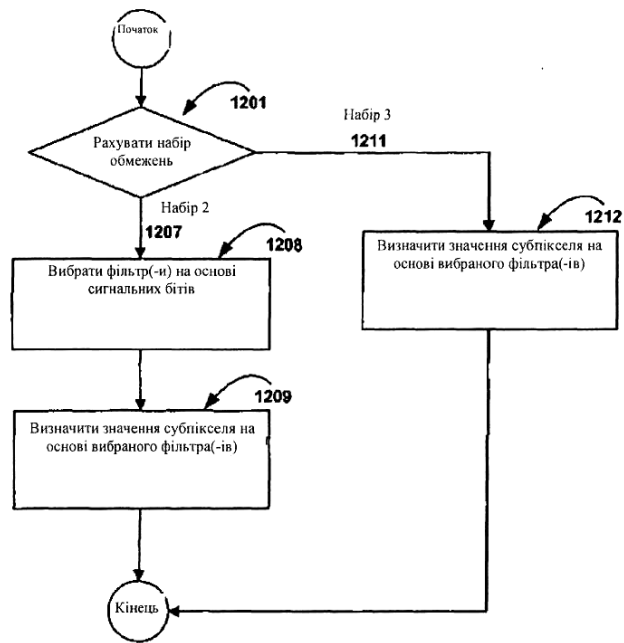 Початок
1201
Рахувати набір
обмежень
Набір 3
1211
Набір 2
1207
1208
Вибрати фільтр(-и) на основі
сигнальних бітів
1212
Визначити значення субпікселя на
основі вибраного фільтра(-ів)
1209
Визначити значення субпікселя на
основі вибраного фільтра(-ів)
Кінець